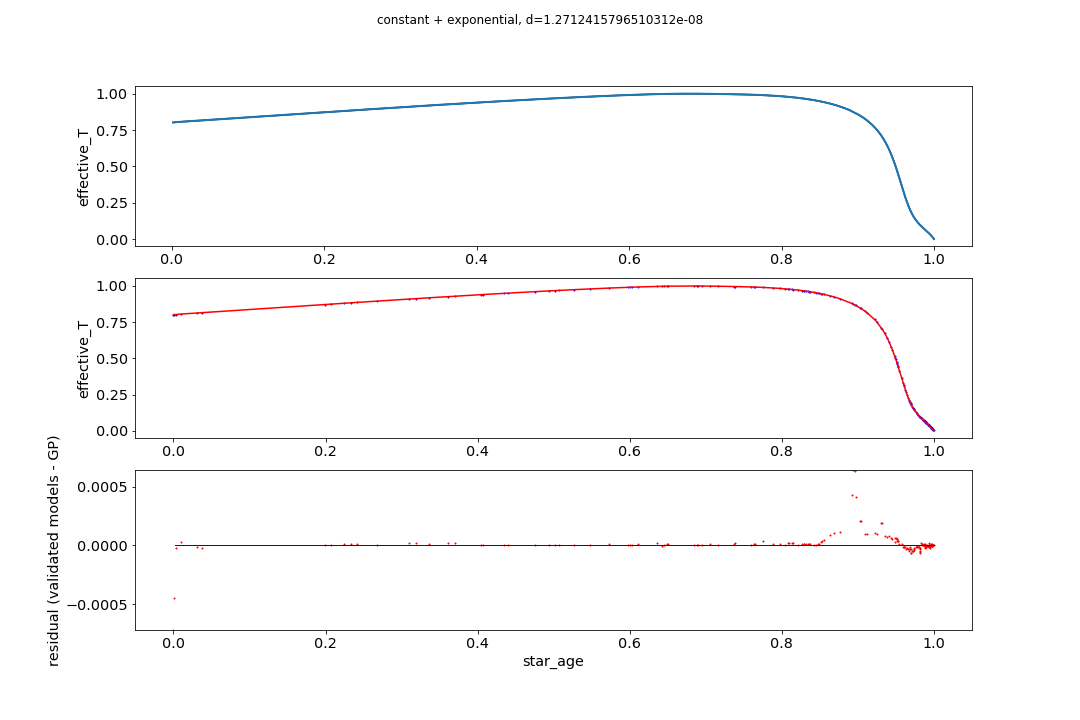 constant + exponential, d=1.2712415796510312e-08
1.00
0.75
0.50
0.25
0.00
effective_T
0.0 0.2 0.4 0.6 0.8 1.0
1.00
0.75
0.50
0.25
0.00
effective_T
0.0 0.2 0.4 0.6 0.8 1.0
0.0005
0.0000
−0.0005
residual (validated models - GP)
0.0 0.2 0.4 0.6 0.8 1.0
star_age